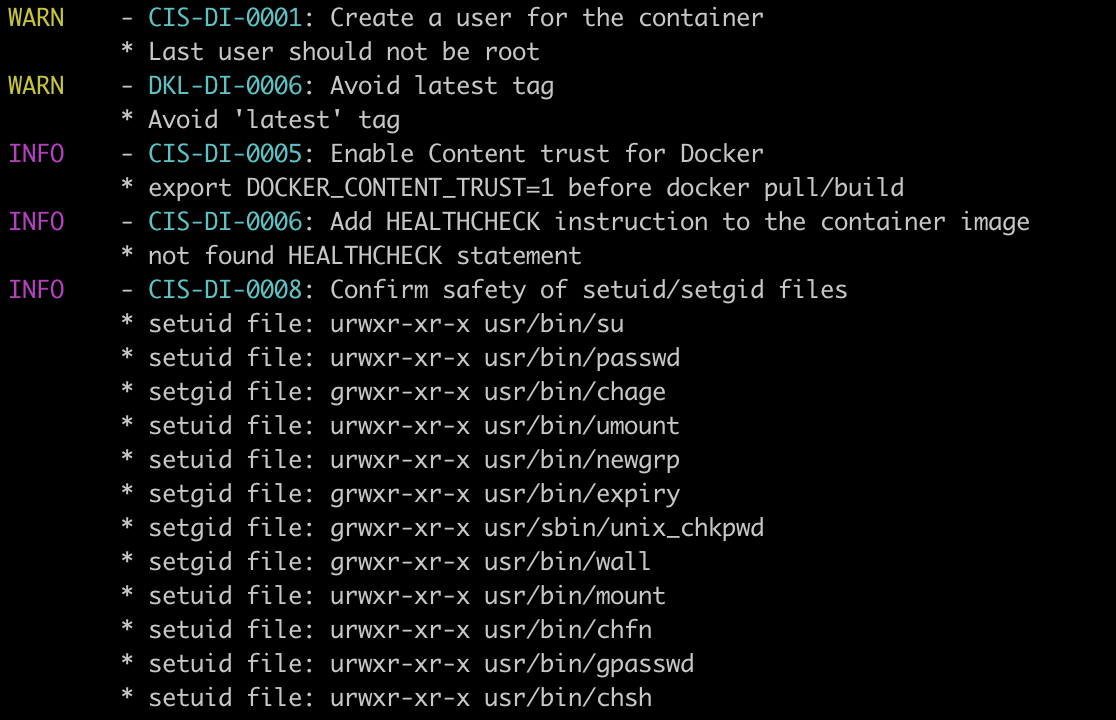 WARN - CIS-DI-0001: Create a user for the container
* Last user should not be root
WARN - DKL-DI-0006: Avoid latest tag
* Avoid 'latest' tag
INFO - CIS-DI-0005: Enable Content trust for Docker
* export DOCKER_CONTENT_TRUST=1 before docker pull/build
INFO - CIS-DI-0006: Add HEALTHCHECK instruction to the container image
* not found HEALTHCHECK statement
INFO - CIS-DI-0008: Confirm safety of setuid/setgid files
* setuid file: urwxr-xr-x usr/bin/su
* setuid file: urwxr-xr-x usr/bin/passwd
* setgid file: grwxr-xr-x usr/bin/chage
* setuid file: urwxr-xr-x usr/bin/umount
* setuid file: urwxr-xr-x usr/bin/newgrp
* setgid file: grwxr-xr-x usr/bin/expiry
* setgid file: grwxr-xr-x usr/sbin/unix_chkpwd
* setgid file: grwxr-xr-x usr/bin/wall
* setuid file: urwxr-xr-x usr/bin/mount
* setuid file: urwxr-xr-x usr/bin/chfn
* setuid file: urwxr-xr-x usr/bin/gpasswd
* setuid file: urwxr-xr-x usr/bin/chsh